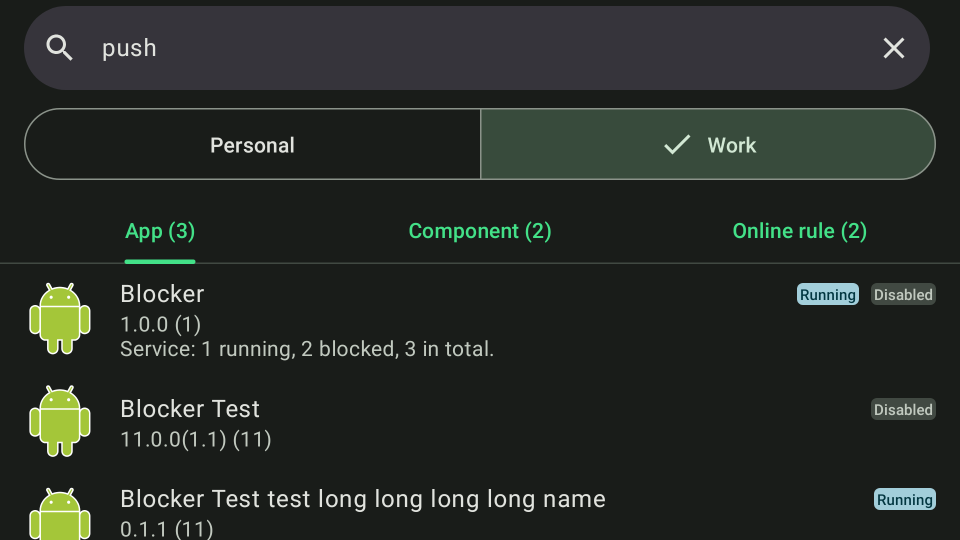 push
Personal
Work
App (3)
Component (2)
Online rule (2)
Blocker
Running
Disabled
1.0.0 (1)
Service: 1 running, 2 blocked, 3 in total.
Blocker Test
Disabled
11.0.0(1.1) (11)
Blocker Test test long long long long name
Running
0.1.1 (11)